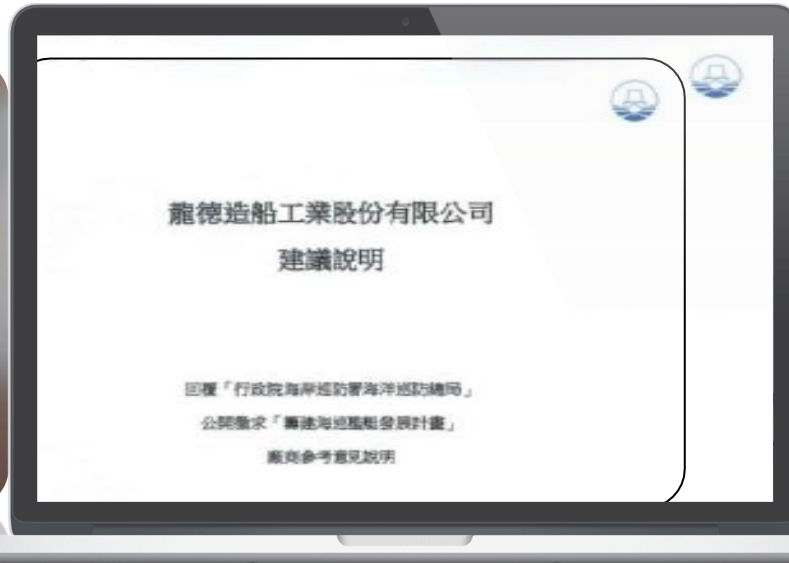 龍德造船工業股份有限公司
建議說明
回覆「行政院海岸巡防署海洋巡防總局」
公開徵求「籌建海巡艦艇發展計畫」
廠商參考意見說明